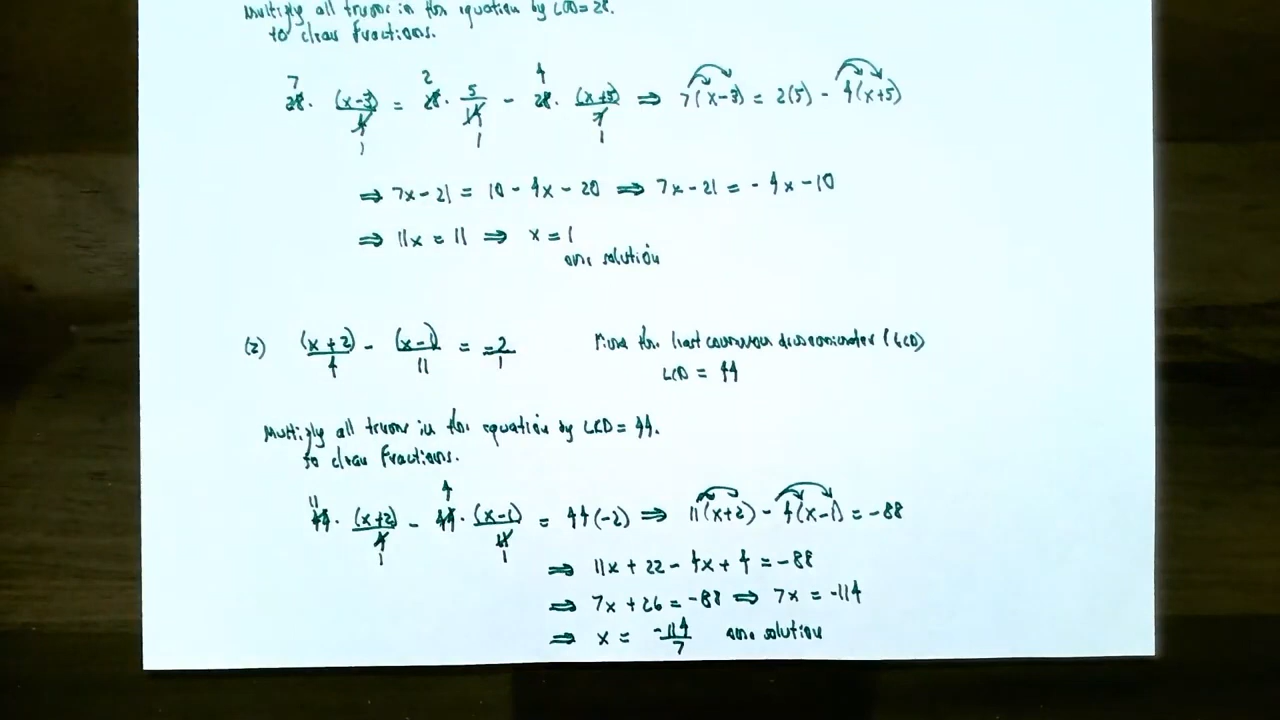 Multiply all terms in the equation by LCD = 28.
to clear fractions.
7 2 4
28 · (x-3)/4 = 28 · 5/14 - 28 · (x+5)/7 ⇒ 7(x-3) = 2(5) - 4(x+5)
1 1 1
⇒ 7x - 21 = 10 - 4x - 20 ⇒ 7x - 21 = -4x - 10
⇒ 11x = 11 ⇒ x = 1
one solution
(2) (x+2)/4 - (x-1)/11 = -2/1 Find the least common denominator (LCD)
LCD = 44
Multiply all terms in the equation by LCD = 44.
to clear fractions.
11 4
44 · (x+2)/4 - 44 · (x-1)/11 = 44(-2) ⇒ 11(x+2) - 4(x-1) = -88
1 1
⇒ 11x + 22 - 4x + 4 = -88
⇒ 7x + 26 = -88 ⇒ 7x = -114
⇒ x = -114/7 one solution